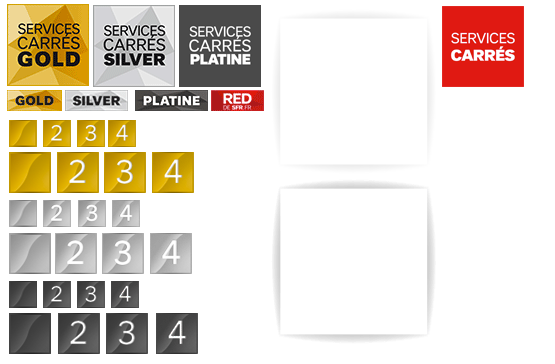 SERVICES
CARRÉS
GOLD
SERVICES
CARRÉS
SILVER
SERVICES
CARRÉS
PLATINE
SERVICES
CARRÉS
GOLD
SILVER
PLATINE
RED
DE SFR.FR
2 3 4
2 3 4
2 3 4
2 3 4
2 3 4
2 3 4